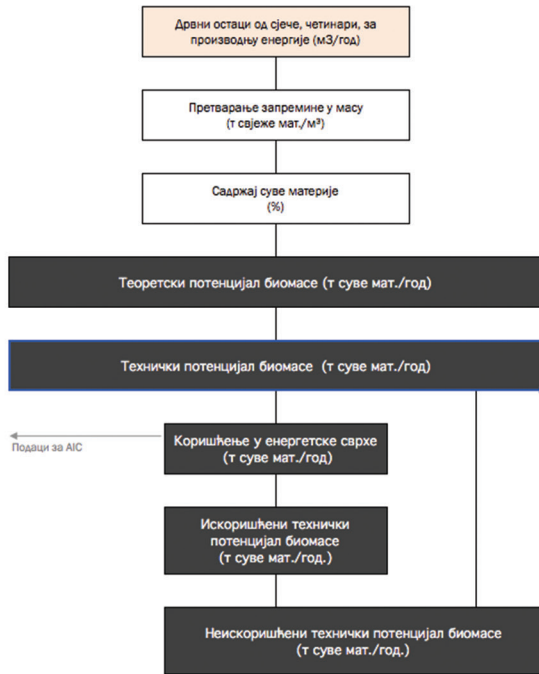 Дрвни остаци од сјече, четинари, за
производњу енергије (м3/год)
Претварање запремине у масу
(т свјеже мат./м³)
Садржај суве материје
(%)
Теоретски потенцијал биомасе (т суве мат./год)
Технички потенцијал биомасе (т суве мат./год)
Коришћење у енергетске сврхе
(т суве мат./год)
Подаци за AIC
Искоришћени технички
потенцијал биомасе
(т суве мат./год.)
Неискоришћени технички потенцијал биомасе
(т суве мат./год.)